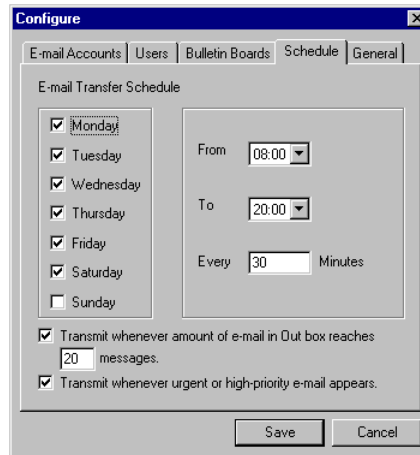 Configure
E-mail Accounts Users Bulletin Boards Schedule General
E-mail Transfer Schedule
Monday
Tuesday
Wednesday
Thursday
Friday
Saturday
Sunday
From 08:00
To 20:00
Every 30 Minutes
Transmit whenever amount of e-mail in Out box reaches
20 messages.
Transmit whenever urgent or high-priority e-mail appears.
Save Cancel